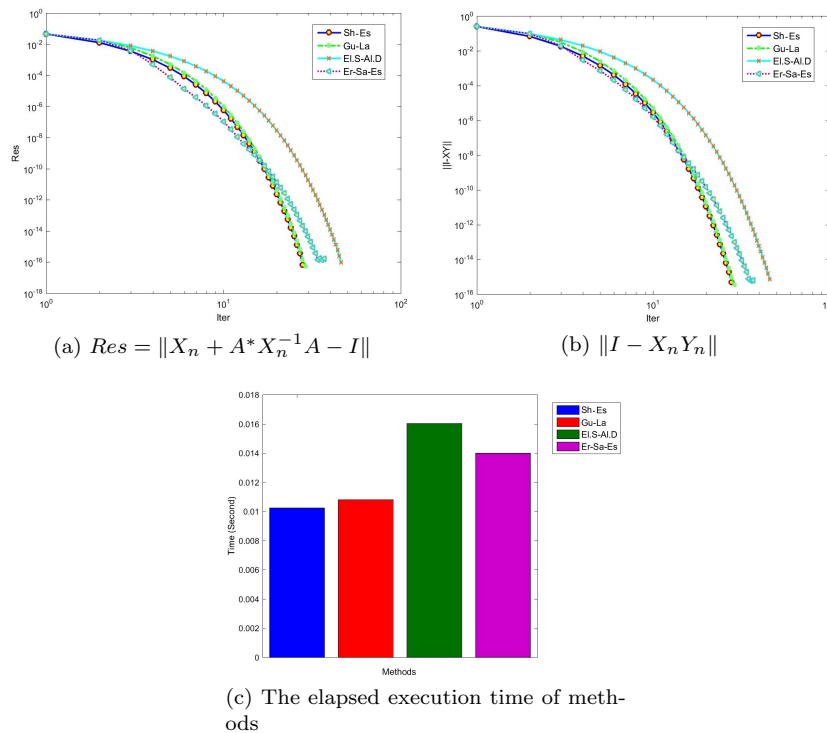 10^0
10^-2
10^-4
10^-6
10^-8
10^-10
10^-12
10^-14
10^-16
10^-18
Res
10^0
10^1
10^2
Iter
Sh-Es
Gu-La
El.S-Al.D
Er-Sa-Es
(a) Res = ‖X_n + A^* X_n^{-1} A − I‖
10^0
10^-2
10^-4
10^-6
10^-8
10^-10
10^-12
10^-14
10^-16
||I-XY||
10^0
10^1
Iter
Sh-Es
Gu-La
El.S-Al.D
Er-Sa-Es
(b) ‖I − X_n Y_n‖
0.018
0.016
0.014
0.012
0.01
0.008
0.006
0.004
0.002
0
Time (Second)
Methods
Sh-Es
Gu-La
El.S-Al.D
Er-Sa-Es
(c) The elapsed execution time of meth-
ods